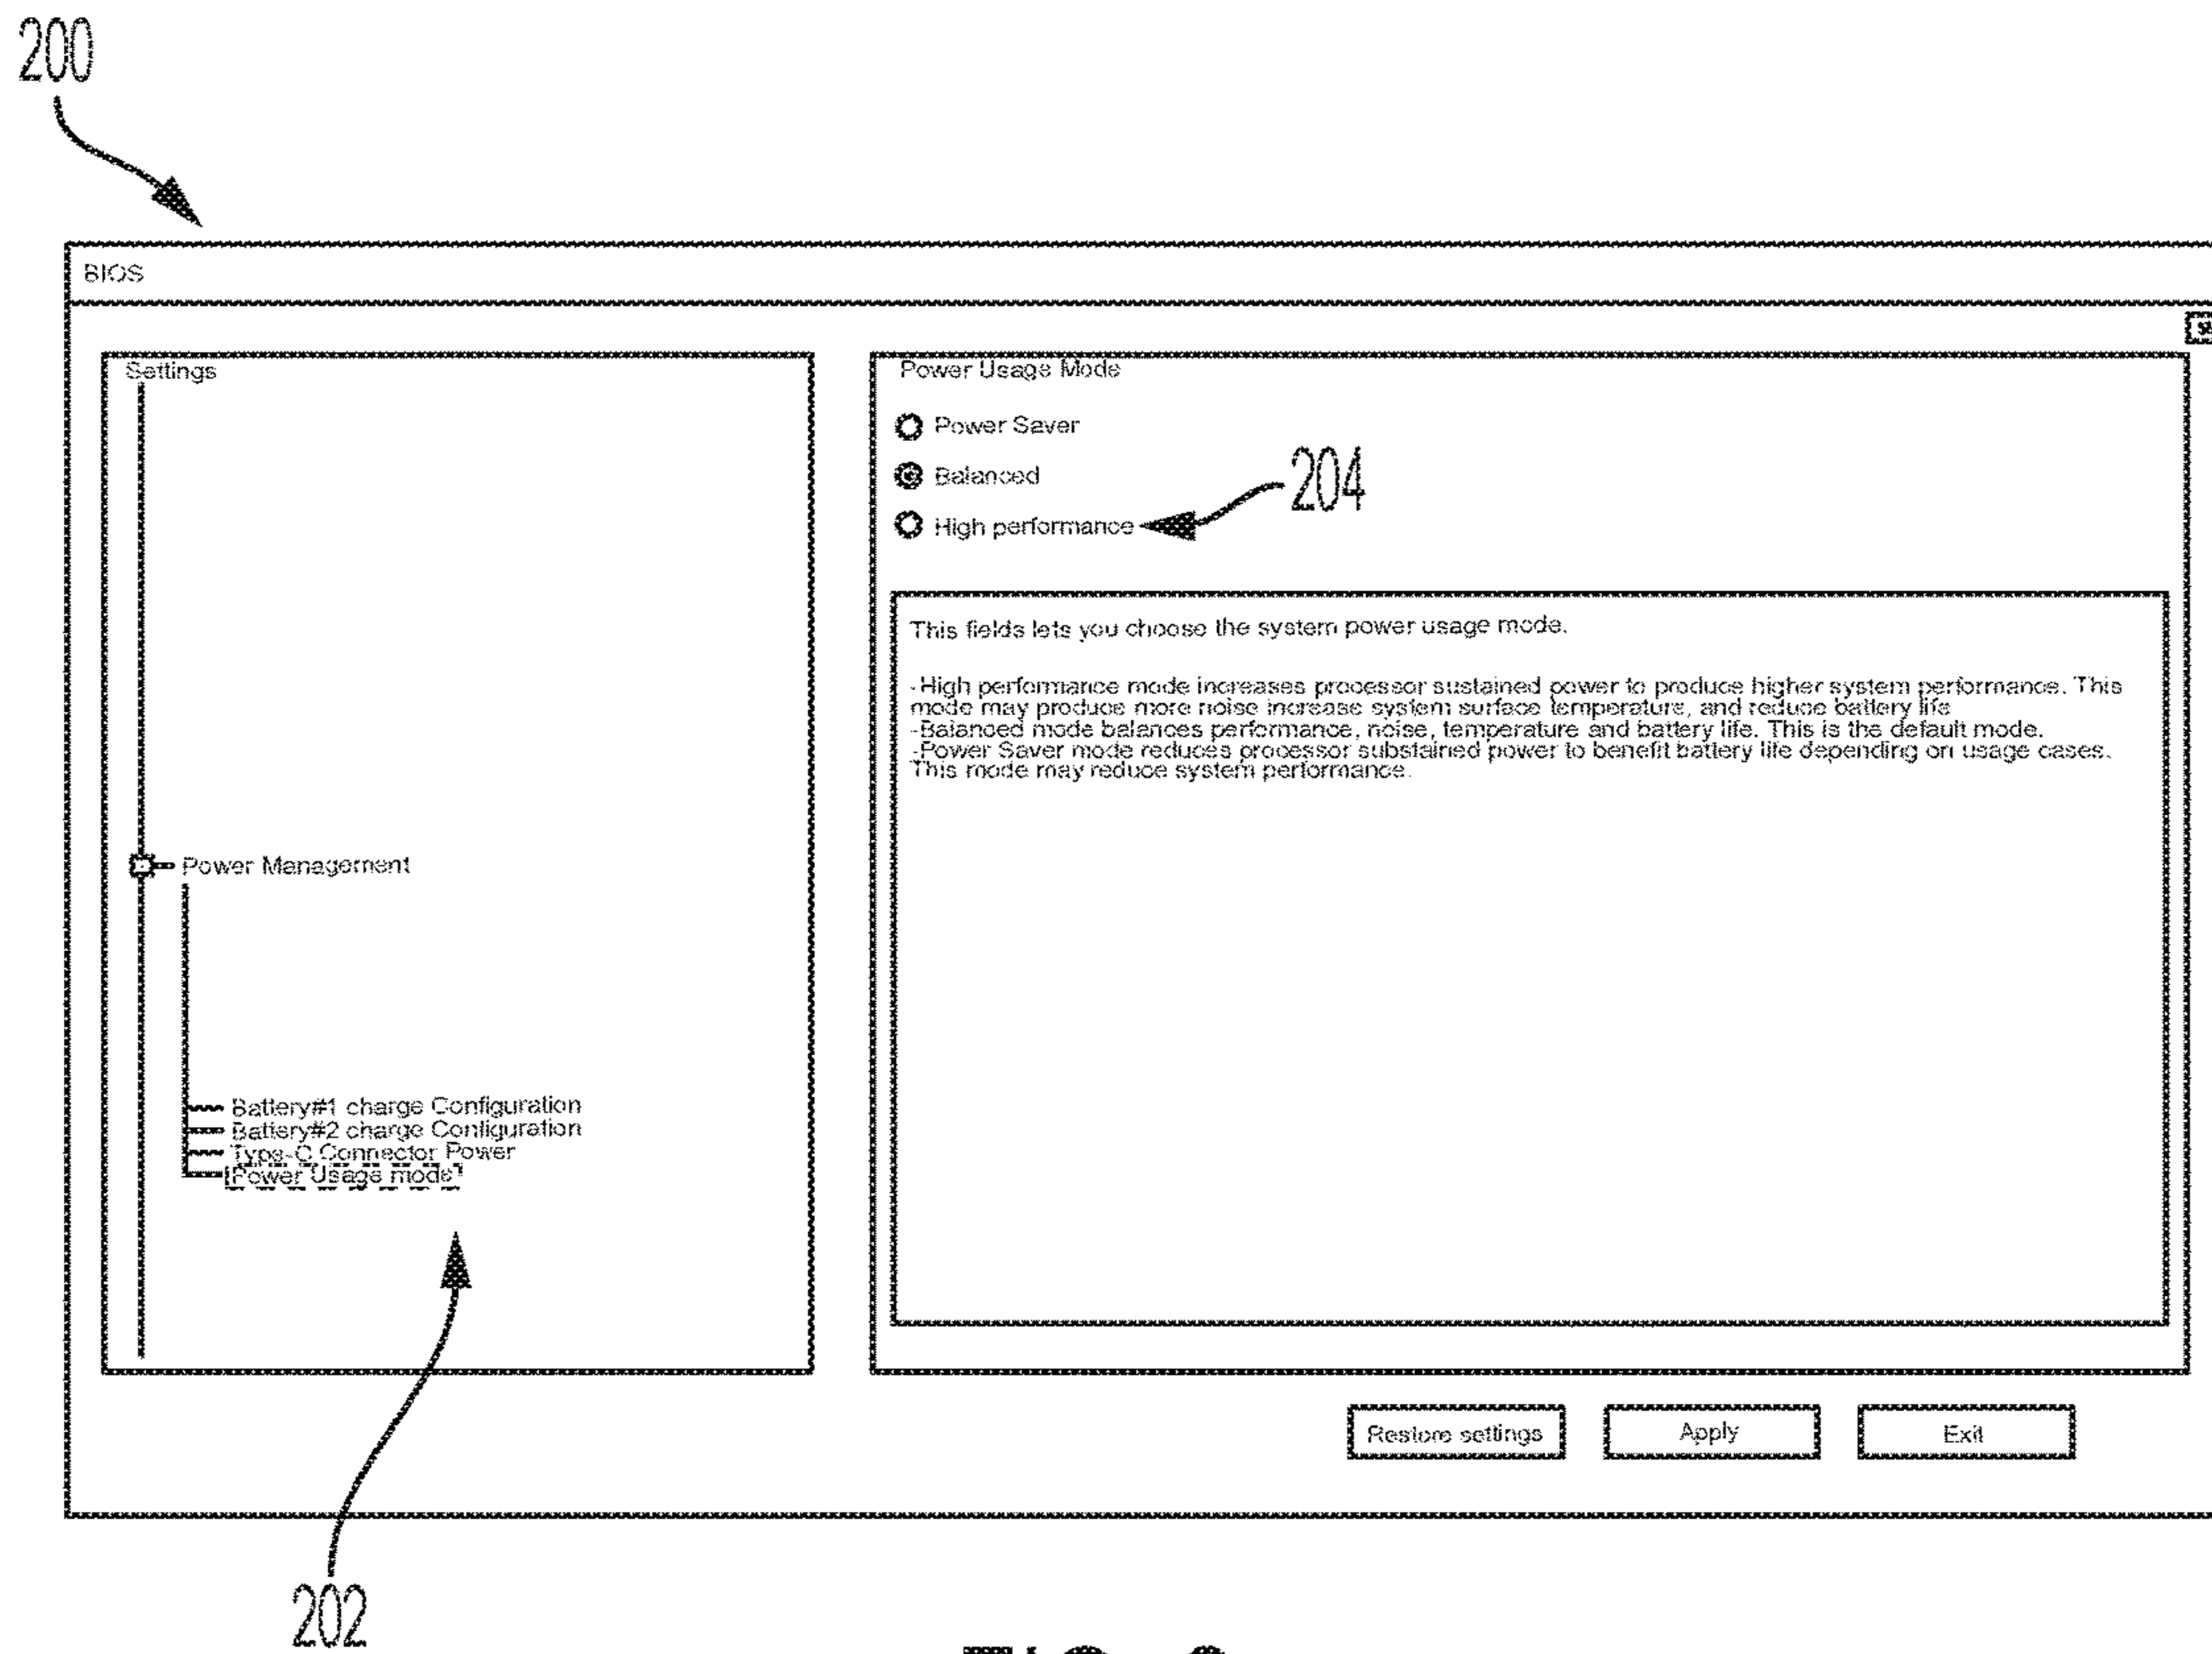 200
BIOS
Settings
Power Management
Battery#1 charge Configuration
Battery#2 charge Configuration
Type-C Connector Power
Power Usage mode
202
Power Usage Mode
Power Saver
Balanced
High performance
204
This fields lets you choose the system power usage mode.
-High performance mode increases processor sustained power to produce higher system performance. This
mode may produce more noise increase system surface temperature, and reduce battery life
-Balanced mode balances performance, noise, temperature and battery life. This is the default mode.
-Power Saver mode reduces processor substained power to benefit battery life depending on usage cases.
This mode may reduce system performance.
Restore settings
Apply
Exit